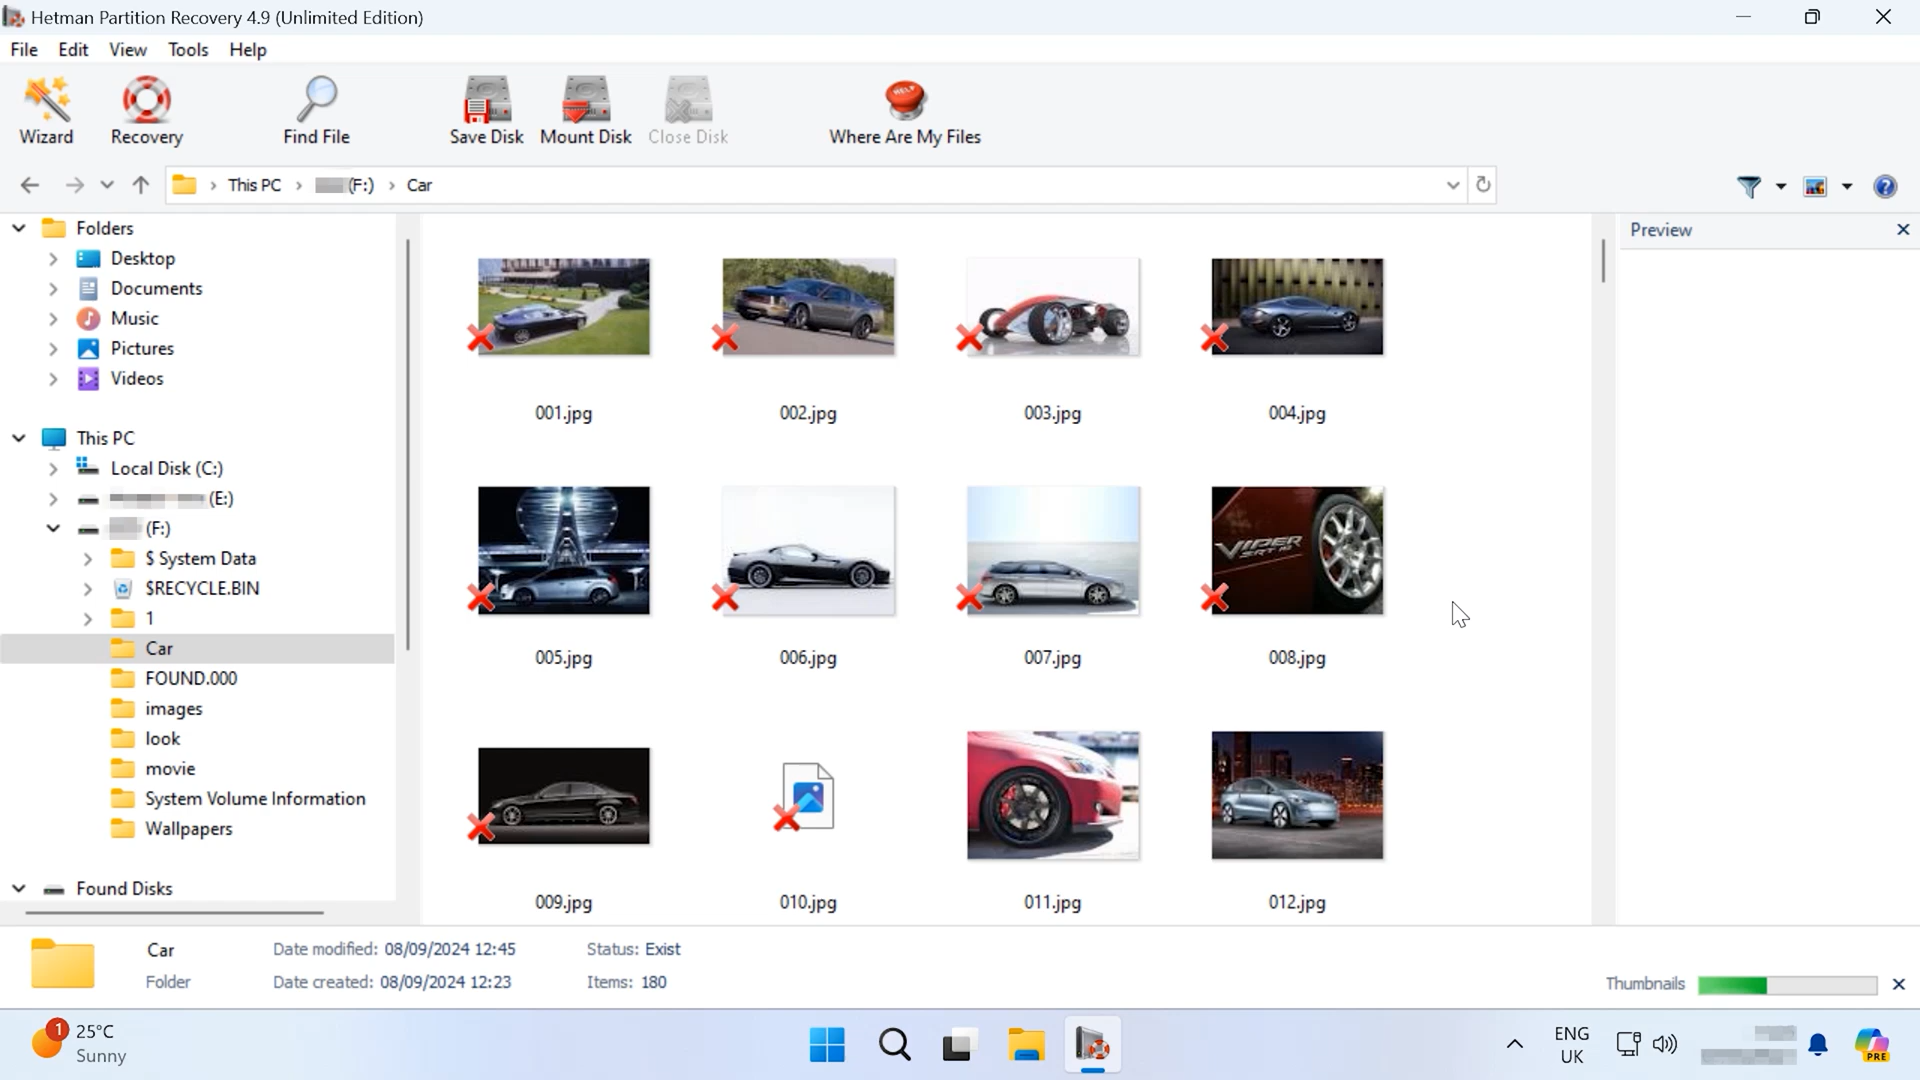 Hetman Partition Recovery 4.9 (Unlimited Edition)
File Edit View Tools Help
Wizard Recovery Find File Save Disk Mount Disk Close Disk Where Are My Files
HELP
This PC (F:) Car
Folders
Desktop
Documents
Music
Pictures
Videos
This PC
Local Disk (C:)
(E:)
(F:)
$ System Data
$RECYCLE.BIN
1
Car
FOUND.000
images
look
movie
System Volume Information
Wallpapers
Found Disks
001.jpg 002.jpg 003.jpg 004.jpg
VIPER
005.jpg 006.jpg 007.jpg 008.jpg
009.jpg 010.jpg 011.jpg 012.jpg
Preview
Car Date modified: 08/09/2024 12:45 Status: Exist
Folder Date created: 08/09/2024 12:23 Items: 180
Thumbnails
1
25°C
Sunny
ENG
UK
PRE